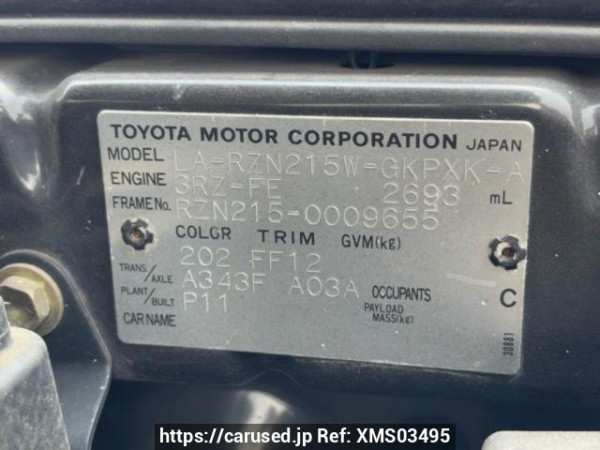 TOYOTA MOTOR CORPORATION JAPAN
MODEL LA-RZN215W-GKPXK-A
ENGINE 3RZ-FE 2693 mL
FRAME No. RZN215-0009655
COLOR TRIM GVM(kg)
202 FF12
TRANS/AXLE A343F A03A OCCUPANTS
PLANT/BUILT P11 PAYLOAD MASS(kg) C
CAR NAME
30881
https://carused.jp Ref: XMS03495